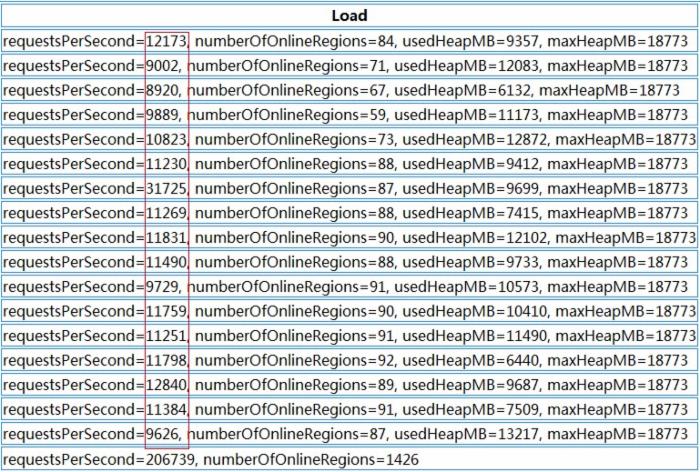 Load
requestsPerSecond=12173, numberOfOnlineRegions=84, usedHeapMB=9357, maxHeapMB=18773
requestsPerSecond=9002, numberOfOnlineRegions=71, usedHeapMB=12083, maxHeapMB=18773
requestsPerSecond=8920, numberOfOnlineRegions=67, usedHeapMB=6132, maxHeapMB=18773
requestsPerSecond=9889, numberOfOnlineRegions=59, usedHeapMB=11173, maxHeapMB=18773
requestsPerSecond=10823, numberOfOnlineRegions=73, usedHeapMB=12872, maxHeapMB=18773
requestsPerSecond=11230, numberOfOnlineRegions=88, usedHeapMB=9412, maxHeapMB=18773
requestsPerSecond=31725, numberOfOnlineRegions=87, usedHeapMB=9699, maxHeapMB=18773
requestsPerSecond=11269, numberOfOnlineRegions=88, usedHeapMB=7415, maxHeapMB=18773
requestsPerSecond=11831, numberOfOnlineRegions=90, usedHeapMB=12102, maxHeapMB=18773
requestsPerSecond=11490, numberOfOnlineRegions=88, usedHeapMB=9733, maxHeapMB=18773
requestsPerSecond=9729, numberOfOnlineRegions=91, usedHeapMB=10573, maxHeapMB=18773
requestsPerSecond=11759, numberOfOnlineRegions=90, usedHeapMB=10410, maxHeapMB=18773
requestsPerSecond=11251, numberOfOnlineRegions=91, usedHeapMB=11490, maxHeapMB=18773
requestsPerSecond=11798, numberOfOnlineRegions=92, usedHeapMB=6440, maxHeapMB=18773
requestsPerSecond=12840, numberOfOnlineRegions=89, usedHeapMB=9687, maxHeapMB=18773
requestsPerSecond=11384, numberOfOnlineRegions=91, usedHeapMB=7509, maxHeapMB=18773
requestsPerSecond=9626, numberOfOnlineRegions=87, usedHeapMB=13217, maxHeapMB=18773
requestsPerSecond=206739, numberOfOnlineRegions=1426